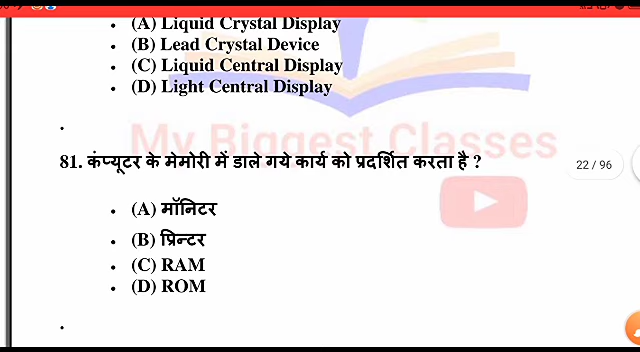 (A) Liquid Crystal Display
(B) Lead Crystal Device
(C) Liquid Central Display
(D) Light Central Display
My Biggest Classes
81. कंप्यूटर के मेमोरी में डाले गये कार्य को प्रदर्शित करता है ?
22 / 96
(A) मॉनिटर
(B) प्रिन्टर
(C) RAM
(D) ROM